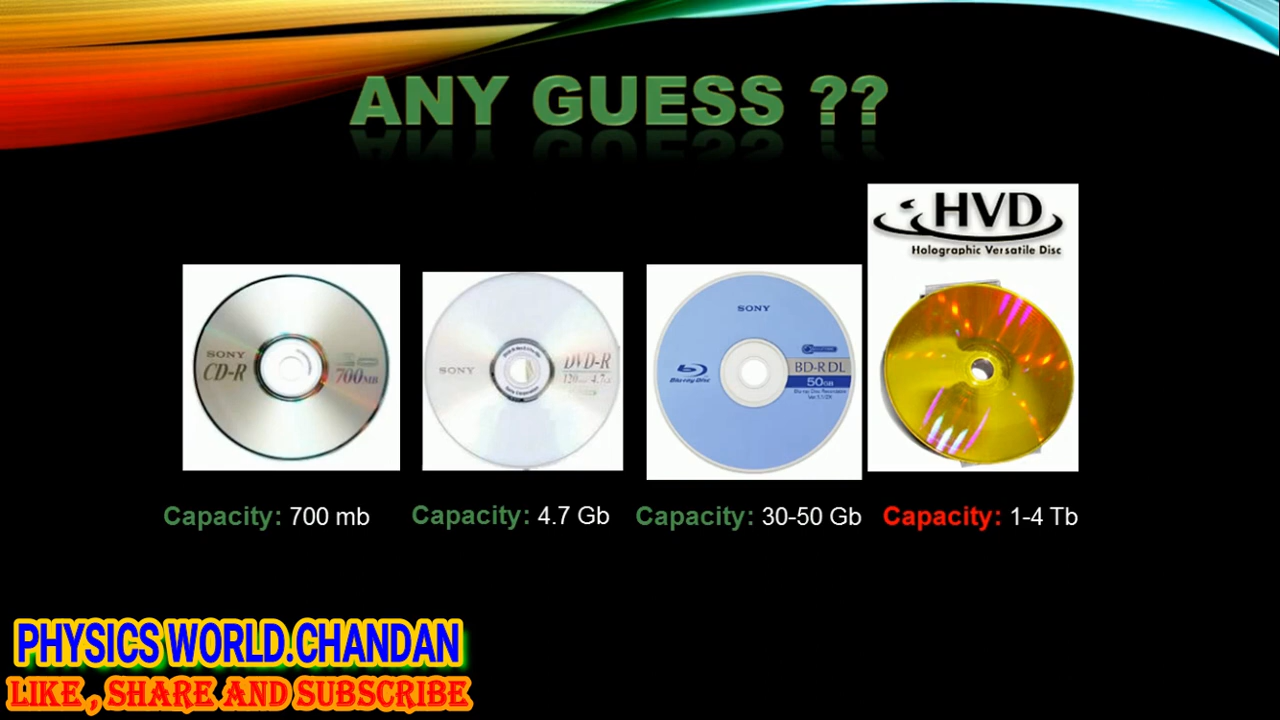 ANY GUESS ??
HVD
Holographic Versatile Disc
SONY
CD-R
700MB
SONY
DVD-R
120min 4.7GB
SONY
Blu-ray Disc
BD-R DL
50GB
Capacity: 700 mb
Capacity: 4.7 Gb
Capacity: 30-50 Gb
Capacity: 1-4 Tb
PHYSICS WORLD.CHANDAN
LIKE , SHARE AND SUBSCRIBE